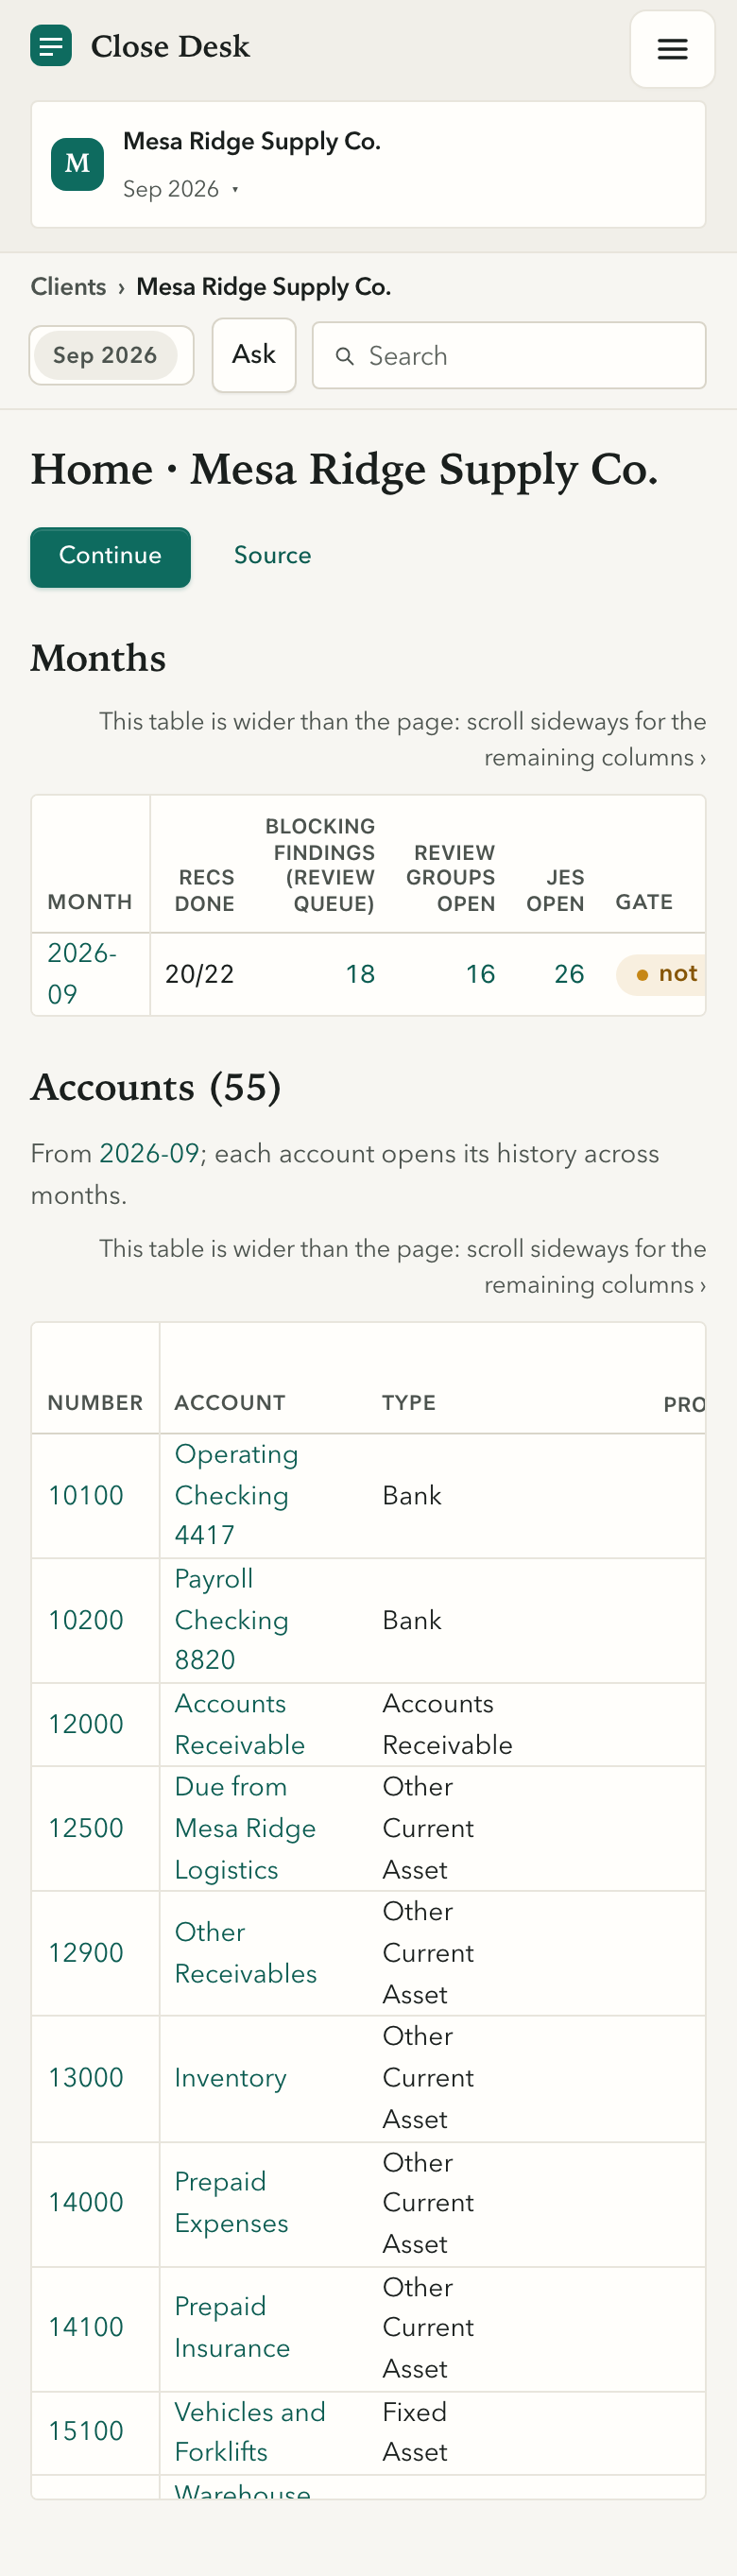 Close Desk
M
Mesa Ridge Supply Co.
Sep 2026
Clients › Mesa Ridge Supply Co.
Sep 2026
Ask
Search
Home · Mesa Ridge Supply Co.
Continue
Source
Months
This table is wider than the page: scroll sideways for the
remaining columns ›
MONTH
RECS
DONE
BLOCKING
FINDINGS
(REVIEW
QUEUE)
REVIEW
GROUPS
OPEN
JES
OPEN
GATE
2026-
09
20/22
18
16
26
not
Accounts (55)
From 2026-09; each account opens its history across
months.
This table is wider than the page: scroll sideways for the
remaining columns ›
NUMBER
ACCOUNT
TYPE
PRO
10100
Operating
Checking
4417
Bank
10200
Payroll
Checking
8820
Bank
12000
Accounts
Receivable
Accounts
Receivable
12500
Due from
Mesa Ridge
Logistics
Other
Current
Asset
12900
Other
Receivables
Other
Current
Asset
13000
Inventory
Other
Current
Asset
14000
Prepaid
Expenses
Other
Current
Asset
14100
Prepaid
Insurance
Other
Current
Asset
15100
Vehicles and
Forklifts
Fixed
Asset
Warehouse